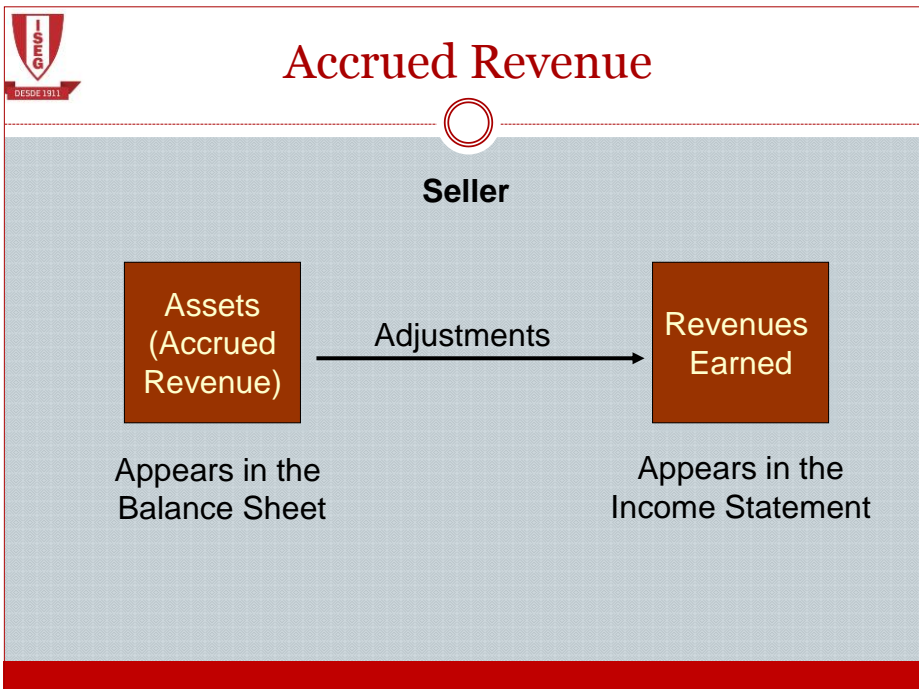 ISEG
DESDE 1911
Accrued Revenue
Seller
Assets
(Accrued
Revenue)
Adjustments
Revenues
Earned
Appears in the
Balance Sheet
Appears in the
Income Statement